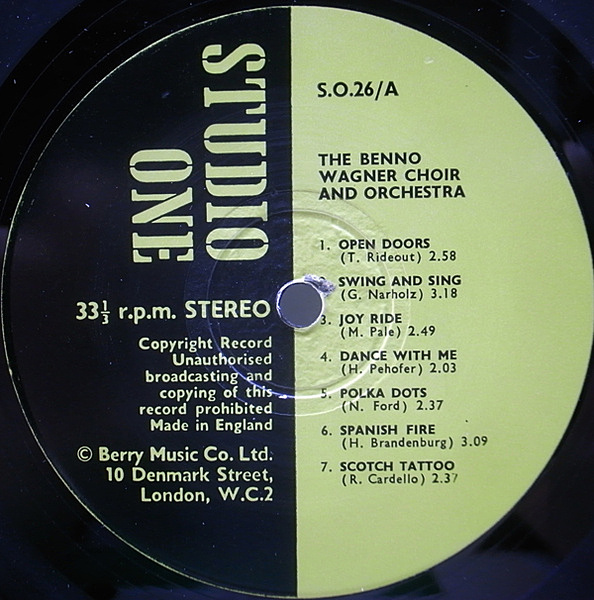 STUDIO
ONE
33⅓ r.p.m. STEREO
Copyright Record
Unauthorised
broadcasting and
copying of this
record prohibited
Made in England
© Berry Music Co. Ltd.
10 Denmark Street,
London, W.C.2
S.O.26/A
THE BENNO
WAGNER CHOIR
AND ORCHESTRA
1. OPEN DOORS
(T. Rideout) 2.58
SWING AND SING
(G. Narholz) 3.18
3. JOY RIDE
(M. Pale) 2.49
4. DANCE WITH ME
(H. Pehofer) 2.03
5. POLKA DOTS
(N. Ford) 2.37
6. SPANISH FIRE
(H. Brandenburg) 3.09
7. SCOTCH TATTOO
(R. Cardello) 2.37